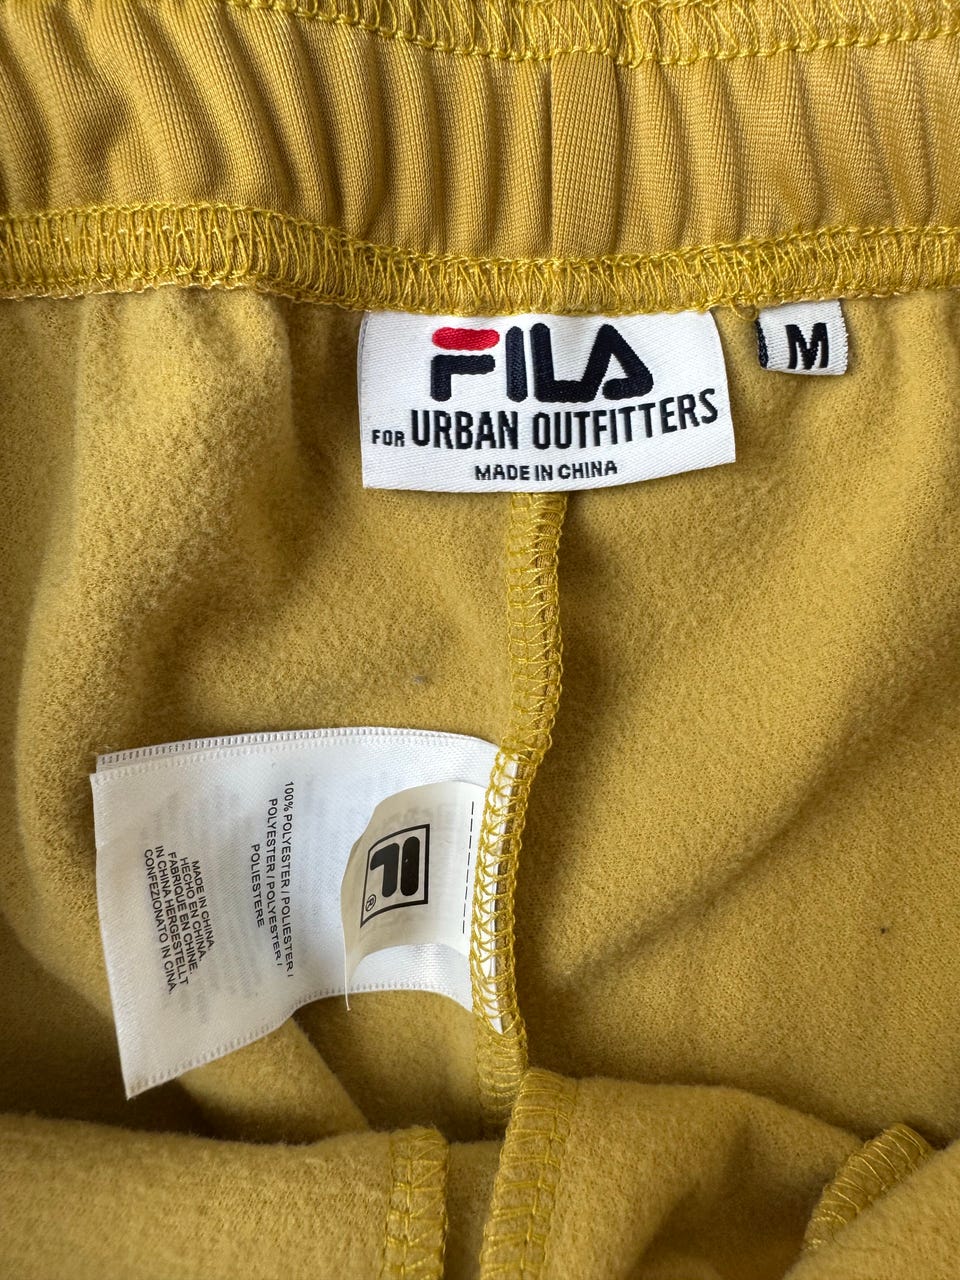 FILA
FOR URBAN OUTFITTERS
MADE IN CHINA
M
100% POLYESTER / POLIESTER /
POLYESTER / POLYESTER /
POLIESTERE
MADE IN CHINA.
HECHO EN CHINA.
FABRIQUE EN CHINE.
IN CHINA HERGESTELLT
CONFEZIONATO IN CINA.
F
®